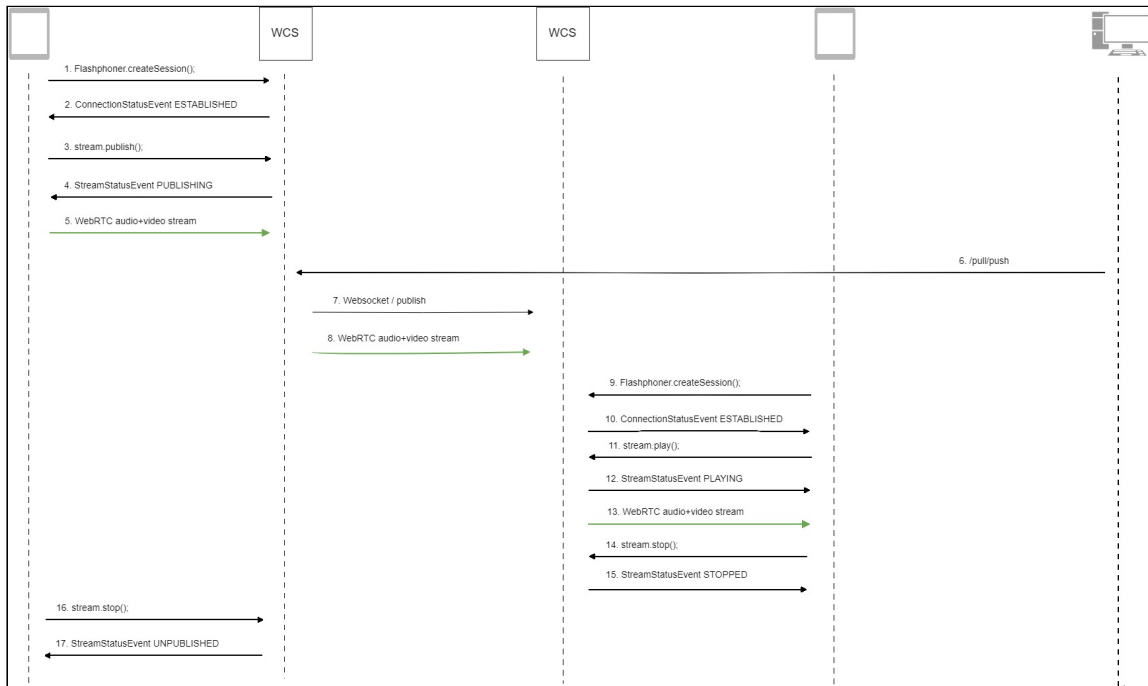 WCS
WCS
1. Flashphoner.createSession();
2. ConnectionStatusEvent ESTABLISHED
3. stream.publish();
4. StreamStatusEvent PUBLISHING
5. WebRTC audio+video stream
6. /pull/push
7. Websocket / publish
8. WebRTC audio+video stream
9. Flashphoner.createSession();
10. ConnectionStatusEvent ESTABLISHED
11. stream.play();
12. StreamStatusEvent PLAYING
13. WebRTC audio+video stream
14. stream.stop();
15. StreamStatusEvent STOPPED
16. stream.stop();
17. StreamStatusEvent UNPUBLISHED